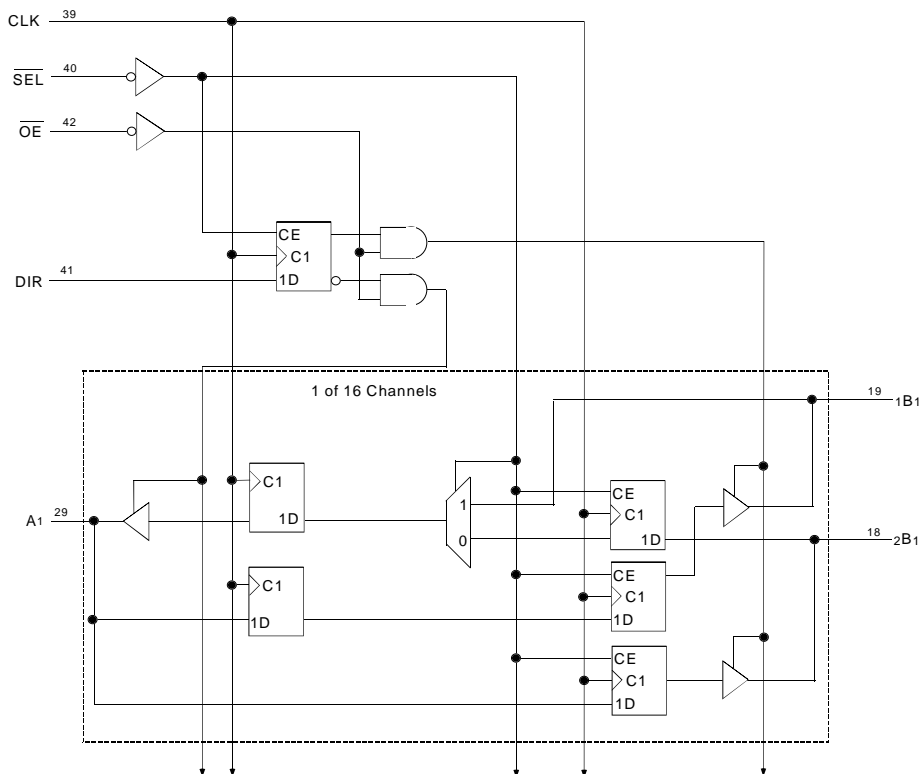 CLK 39
SEL 40
OE 42
CE
C1
DIR 41
1D
1 of 16 Channels
19 1B1
C1
CE
1
C1
A1 29
1D
0
1D
18 2B1
CE
C1
C1
1D
1D
CE
C1
1D